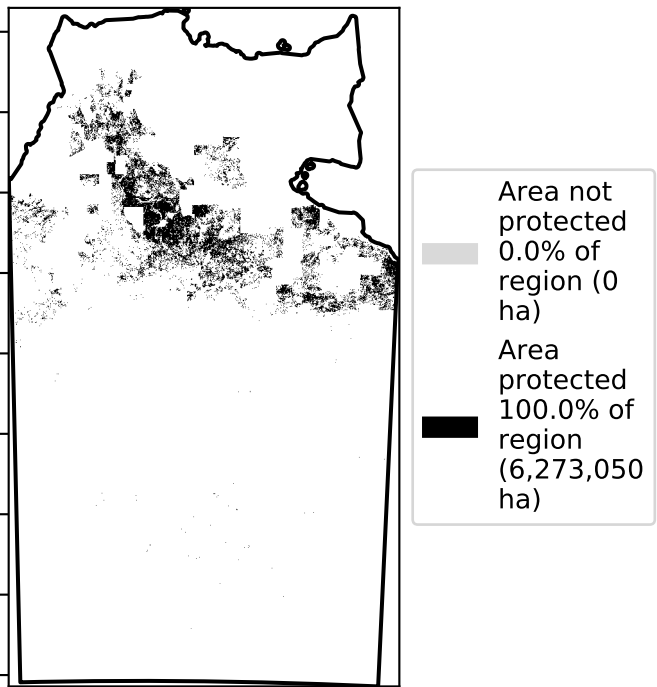 Area not
protected
0.0% of
region (0
ha)
Area
protected
100.0% of
region
(6,273,050
ha)